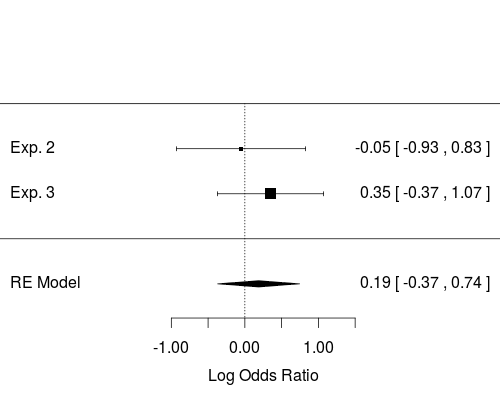 Exp. 2 -0.05 [ -0.93 , 0.83 ]
Exp. 3 0.35 [ -0.37 , 1.07 ]
RE Model 0.19 [ -0.37 , 0.74 ]
-1.00 0.00 1.00
Log Odds Ratio